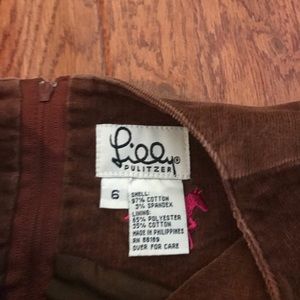 Lilly®
PULITZER
6
SHELL:
97% COTTON
3% SPANDEX
LINING:
65% POLYESTER
35% COTTON
MADE IN PHILIPPINES
RN 88189
OVER FOR CARE